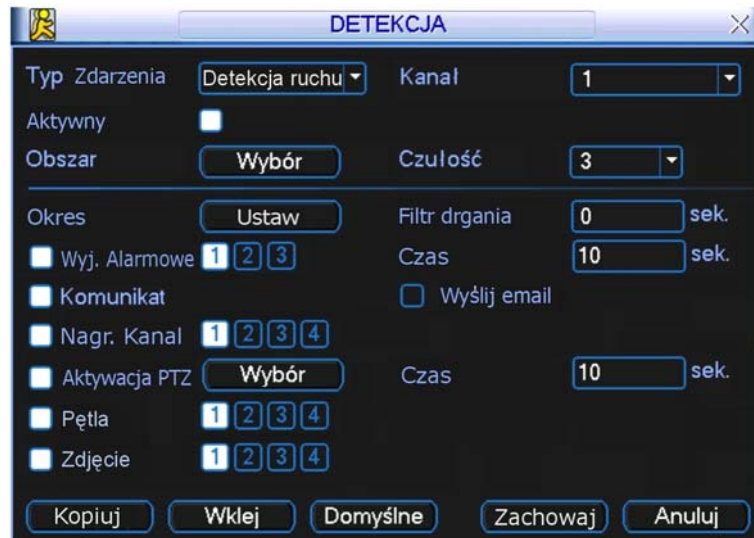 DETEKCJA
Typ Zdarzenia Detekcja ruchu Kanał 1
Aktywny
Obszar Wybór Czułość 3
Okres Ustaw Filtr drgania 0 sek.
Wyj. Alarmowe 1 2 3 Czas 10 sek.
Komunikat Wyślij email
Nagr. Kanal 1 2 3 4
Aktywacja PTZ Wybór Czas 10 sek.
Pętla 1 2 3 4
Zdjęcie 1 2 3 4
Kopiuj Wklej Domyślne Zachowaj Anuluj